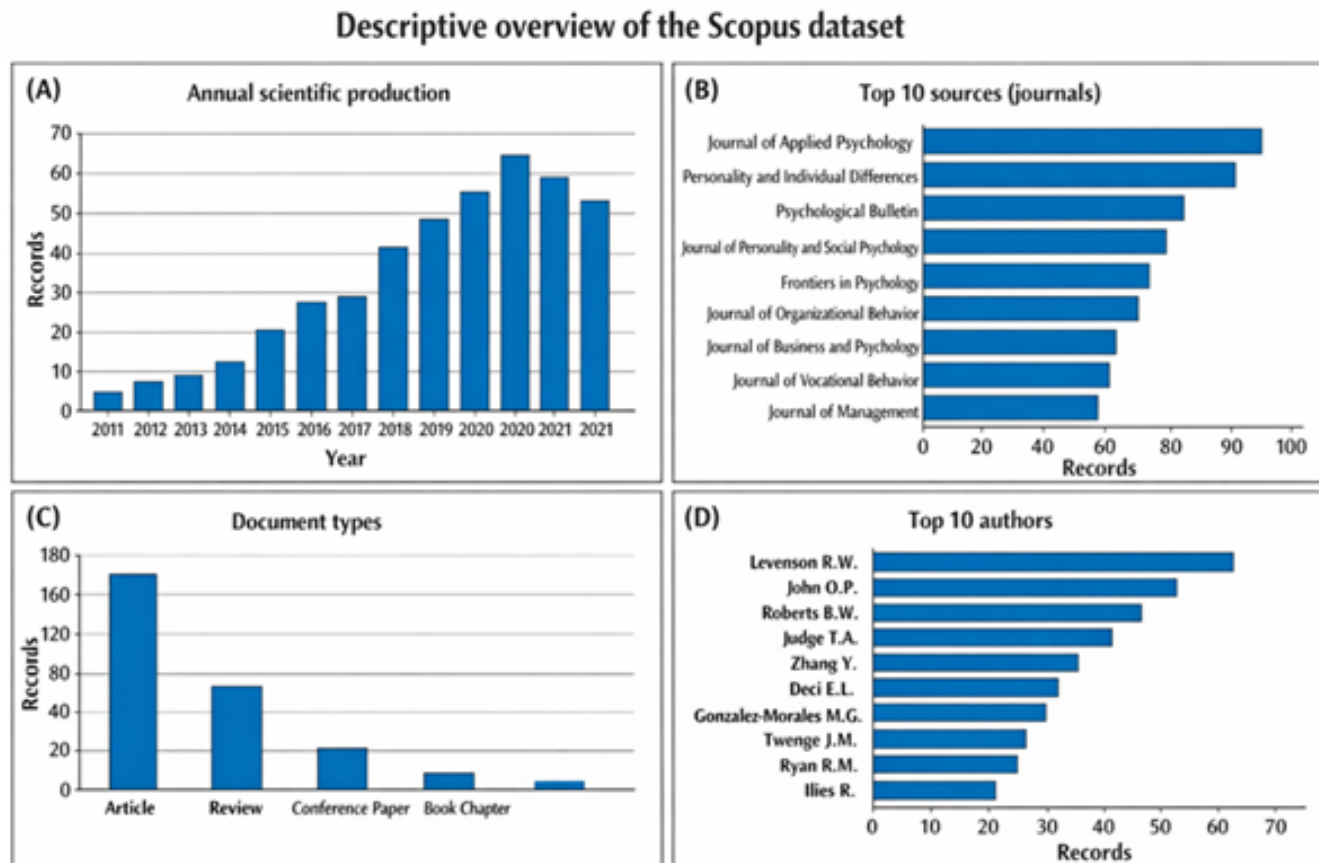 Descriptive overview of the Scopus dataset
(A)
Annual scientific production
70
60
50
40
30
20
10
0
Records
2011 2012 2013 2014 2015 2016 2017 2018 2019 2020 2020 2021 2021
Year
(B)
Top 10 sources (journals)
Journal of Applied Psychology
Personality and Individual Differences
Psychological Bulletin
Journal of Personality and Social Psychology
Frontiers in Psychology
Journal of Organizational Behavior
Journal of Business and Psychology
Journal of Vocational Behavior
Journal of Management
0 20 40 60 80 90 100
Records
(C)
Document types
180
160
120
80
20
0
Records
Article Review Conference Paper Book Chapter
(D)
Top 10 authors
Levenson R.W.
John O.P.
Roberts B.W.
Judge T.A.
Zhang Y.
Deci E.L.
Gonzalez-Morales M.G.
Twenge J.M.
Ryan R.M.
Ilies R.
0 10 20 30 40 50 60 70
Records